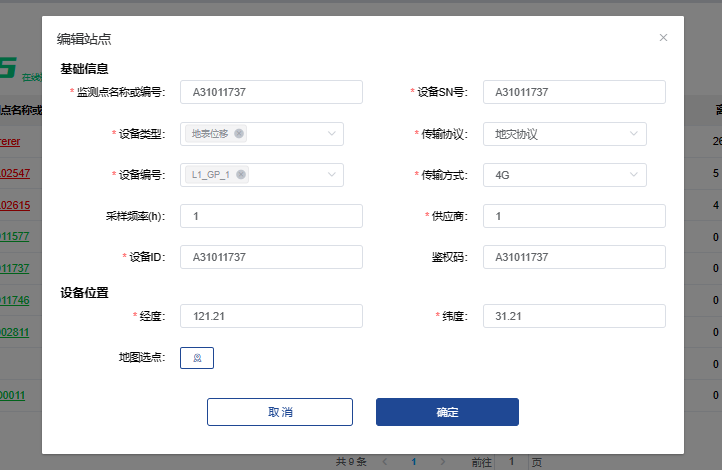 编辑站点
基础信息
* 监测点名称或编号: A31011737
* 设备SN号: A31011737
* 设备类型: 地表位移
* 传输协议: 地灾协议
* 设备编号: L1_GP_1
* 传输方式: 4G
采样频率(h): 1
* 供应商: 1
* 设备ID: A31011737
鉴权码: A31011737
设备位置
* 经度: 121.21
* 纬度: 31.21
地图选点:
取消 确定
5 在线
点名称或
rerer 26
02547 5
02615 4
011577 0
011737 0
011746 0
002811 0
0
00011 0
共 9 条 < 1 > 前往 1 页